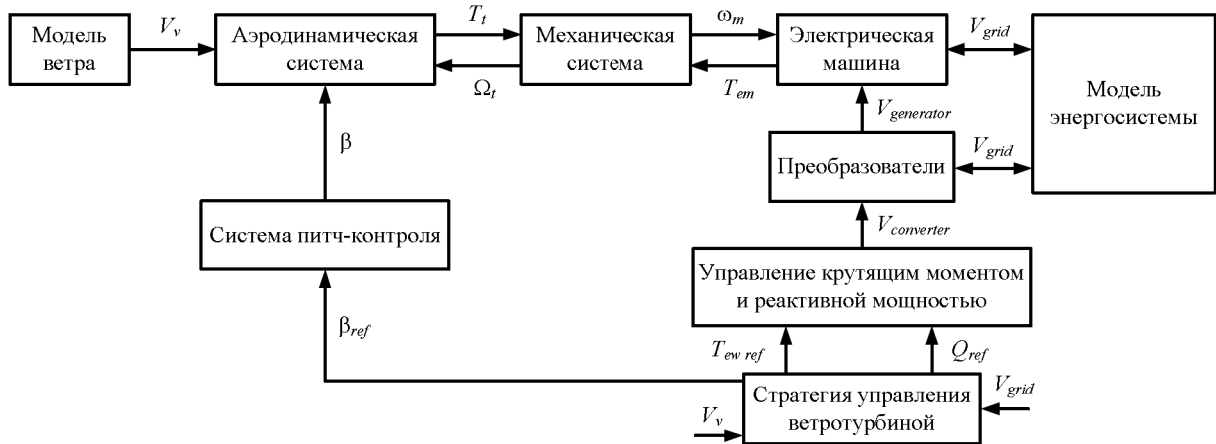 Модель
ветра
V_v
Аэродинамическая
система
T_t
Ω_t
Механическая
система
ω_m
T_em
Электрическая
машина
V_grid
Модель
энергосистемы
V_generator
β
Преобразователи
V_grid
Система питч-контроля
V_converter
Управление крутящим моментом
и реактивной мощностью
β_ref
T_ew ref
Q_ref
Стратегия управления
ветротурбиной
V_grid
V_v